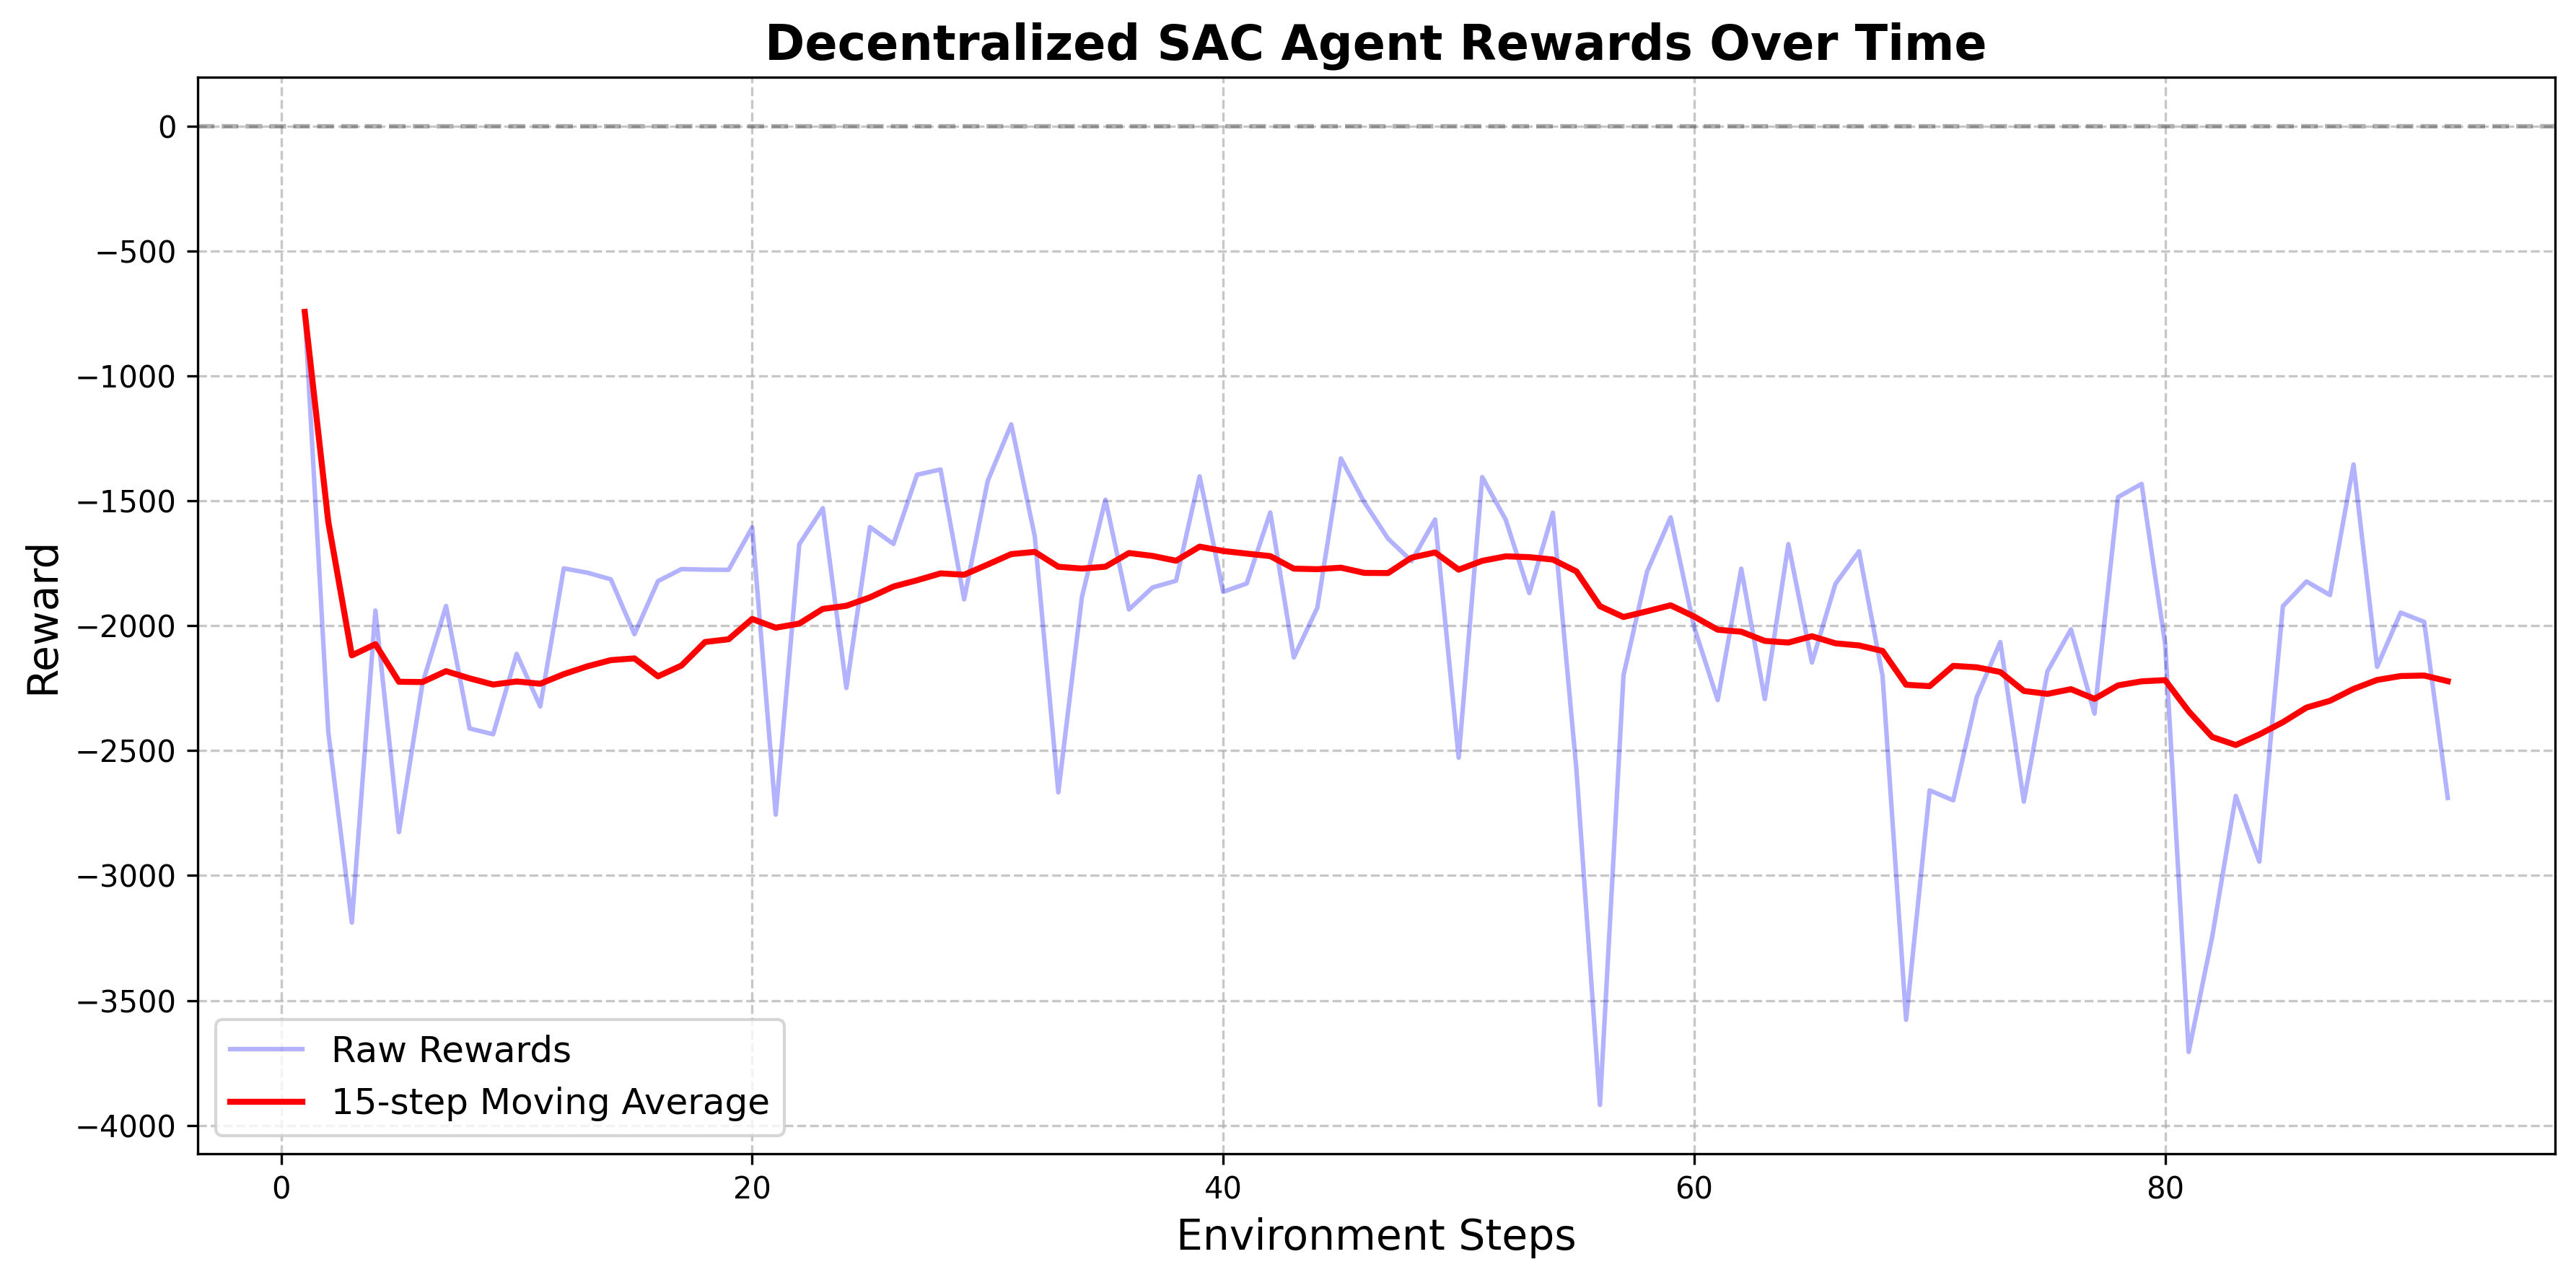 Decentralized SAC Agent Rewards Over Time
Reward
0
−500
−1000
−1500
−2000
−2500
−3000
−3500
−4000
Raw Rewards
15-step Moving Average
0 20 40 60 80
Environment Steps